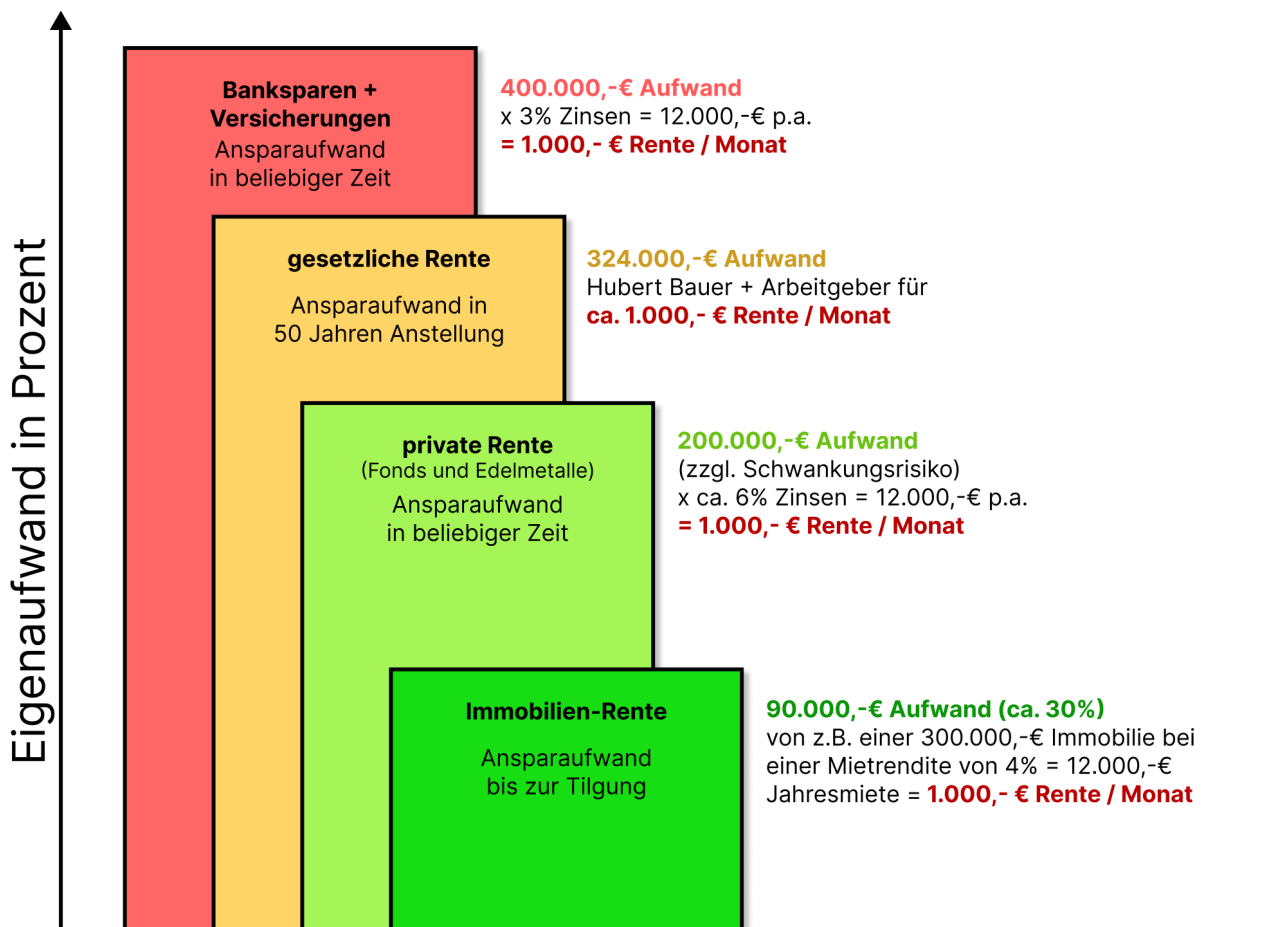 Eigenaufwand in Prozent
Banksparen +
Versicherungen
Ansparaufwand
in beliebiger Zeit
400.000,-€ Aufwand
x 3% Zinsen = 12.000,-€ p.a.
= 1.000,- € Rente / Monat
gesetzliche Rente
Ansparaufwand in
50 Jahren Anstellung
324.000,-€ Aufwand
Hubert Bauer + Arbeitgeber für
ca. 1.000,- € Rente / Monat
private Rente
(Fonds und Edelmetalle)
Ansparaufwand
in beliebiger Zeit
200.000,-€ Aufwand
(zzgl. Schwankungsrisiko)
x ca. 6% Zinsen = 12.000,-€ p.a.
= 1.000,- € Rente / Monat
Immobilien-Rente
Ansparaufwand
bis zur Tilgung
90.000,-€ Aufwand (ca. 30%)
von z.B. einer 300.000,-€ Immobilie bei
einer Mietrendite von 4% = 12.000,-€
Jahresmiete = 1.000,- € Rente / Monat